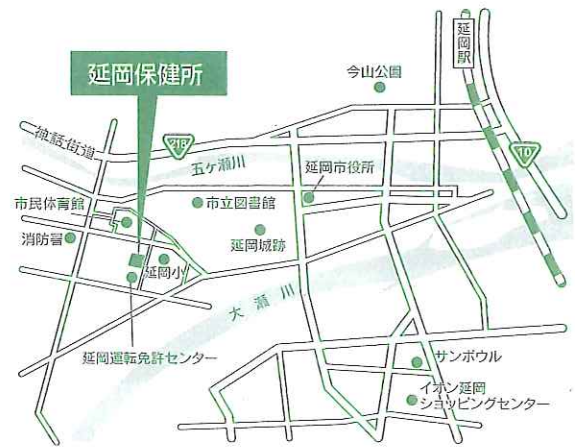 延岡保健所
今山公園
延岡駅
神話街道
218
10
五ヶ瀬川
延岡市役所
市民体育館
市立図書館
消防署
延岡城跡
延岡小
大瀬川
延岡運転免許センター
サンボウル
イオン延岡
ショッピングセンター